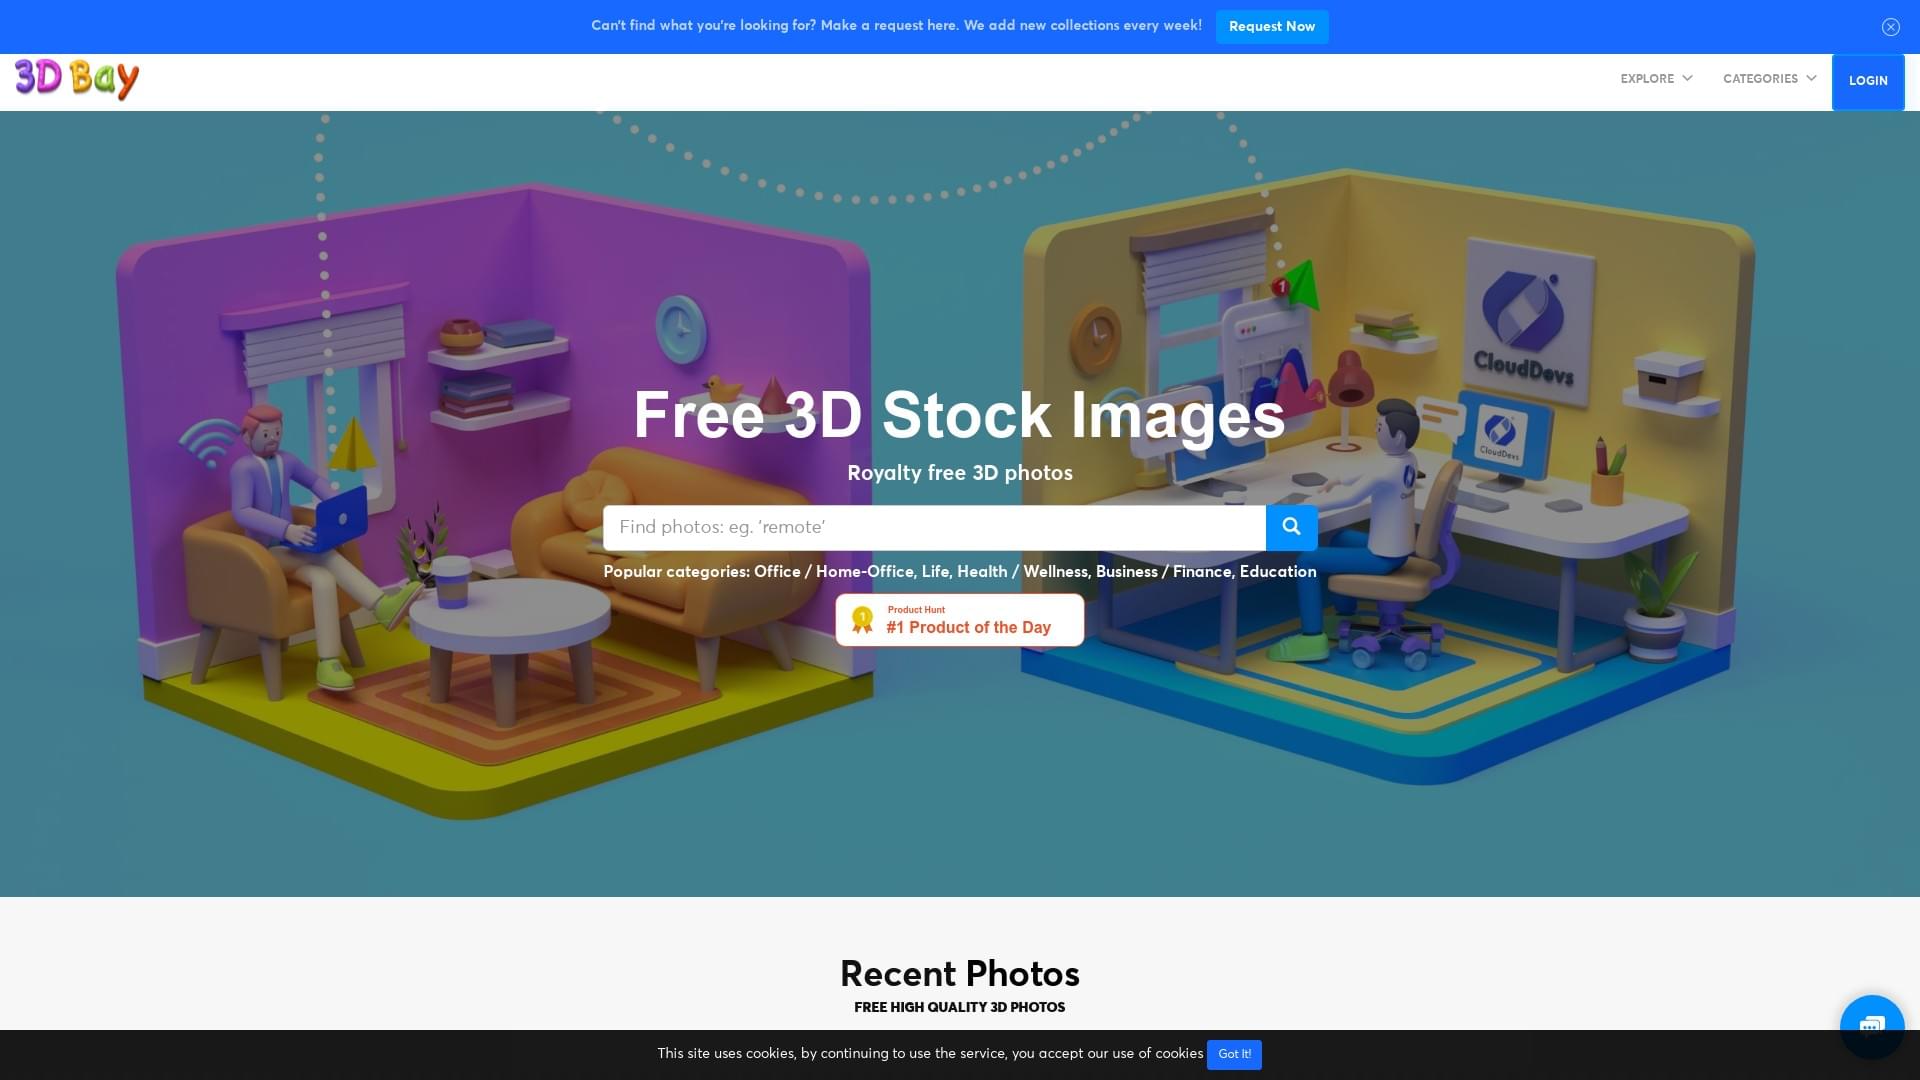 Can't find what you're looking for? Make a request here. We add new collections every week!
Request Now
3D Bay
EXPLORE
CATEGORIES
LOGIN
1
CloudDevs
CloudDevs
Free 3D Stock Images
Royalty free 3D photos
Find photos: eg. 'remote'
Popular categories: Office / Home-Office, Life, Health / Wellness, Business / Finance, Education
1
Product Hunt
#1 Product of the Day
Recent Photos
FREE HIGH QUALITY 3D PHOTOS
This site uses cookies, by continuing to use the service, you accept our use of cookies
Got It!